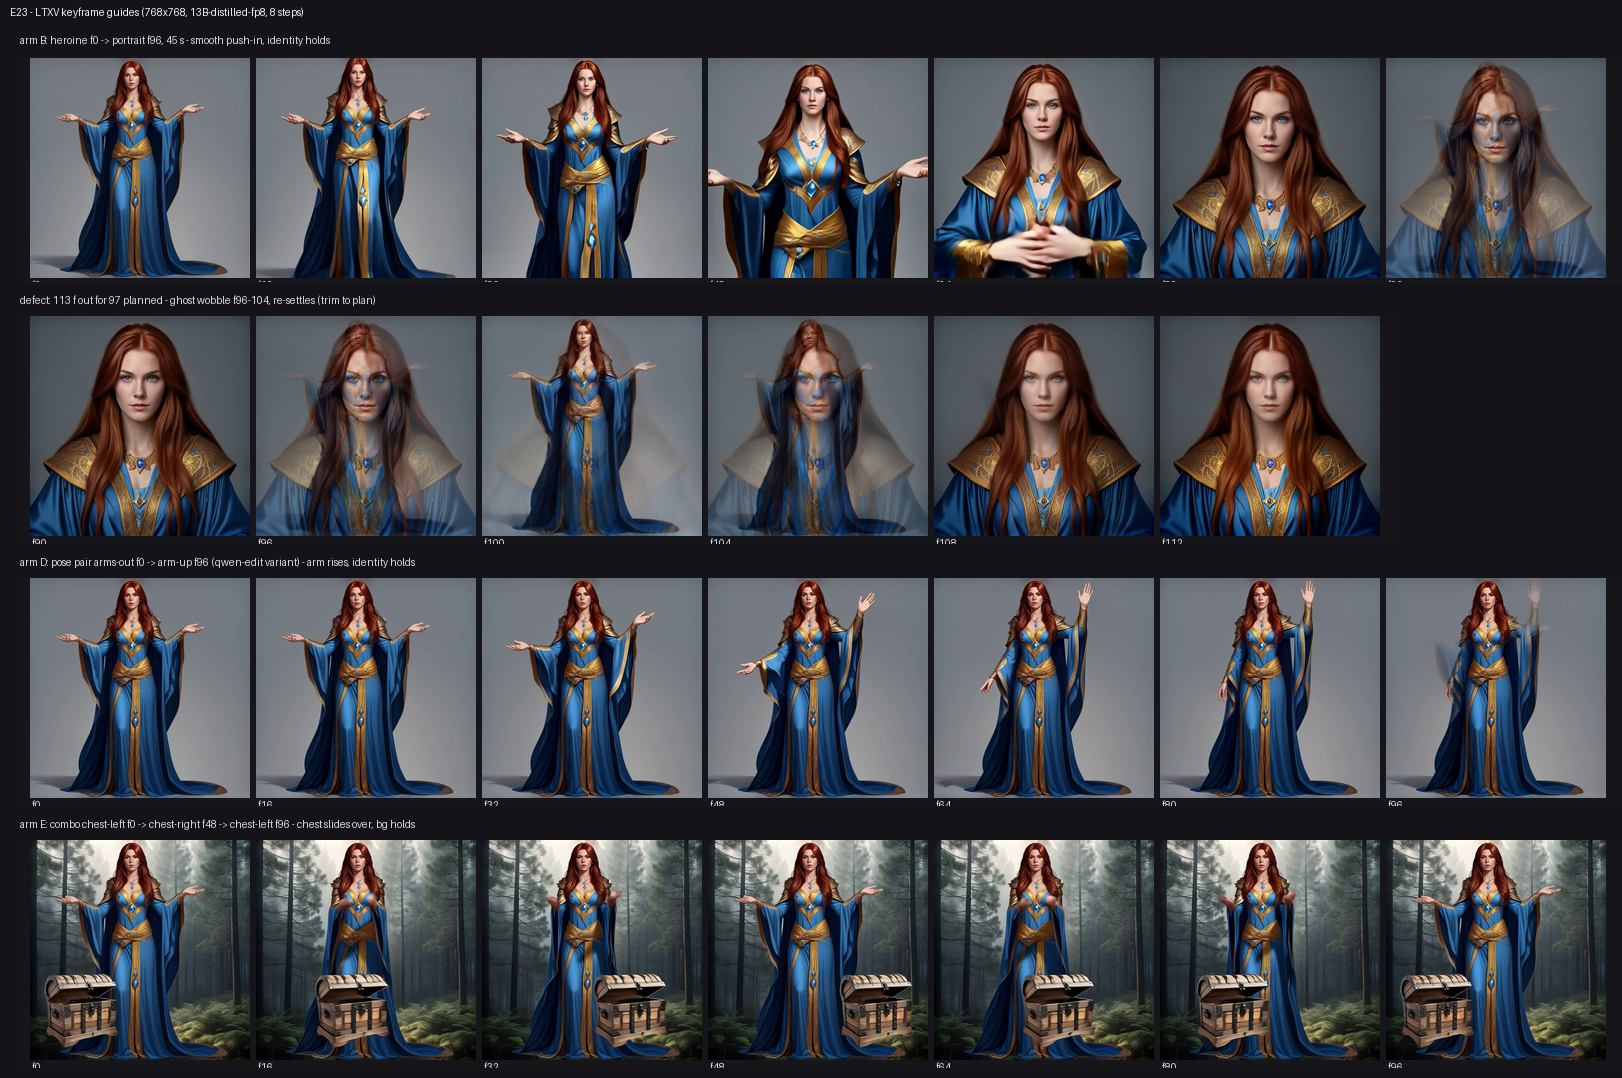 E23 - LTXV keyframe guides (768x768, 13B-distilled-fp8, 8 steps)
arm B: heroine f0 -> portrait f96, 45 s - smooth push-in, identity holds
defect: 113 f out for 97 planned - ghost wobble f96-104, re-settles (trim to plan)
f90 f96 f100 f104 f108 f112
arm D: pose pair arms-out f0 -> arm-up f96 (qwen-edit variant) - arm rises, identity holds
f0 f16 f32 f48 f64 f80 f96
arm E: combo chest-left f0 -> chest-right f48 -> chest-left f96 - chest slides over, bg holds
f0 f16 f32 f48 f64 f80 f96